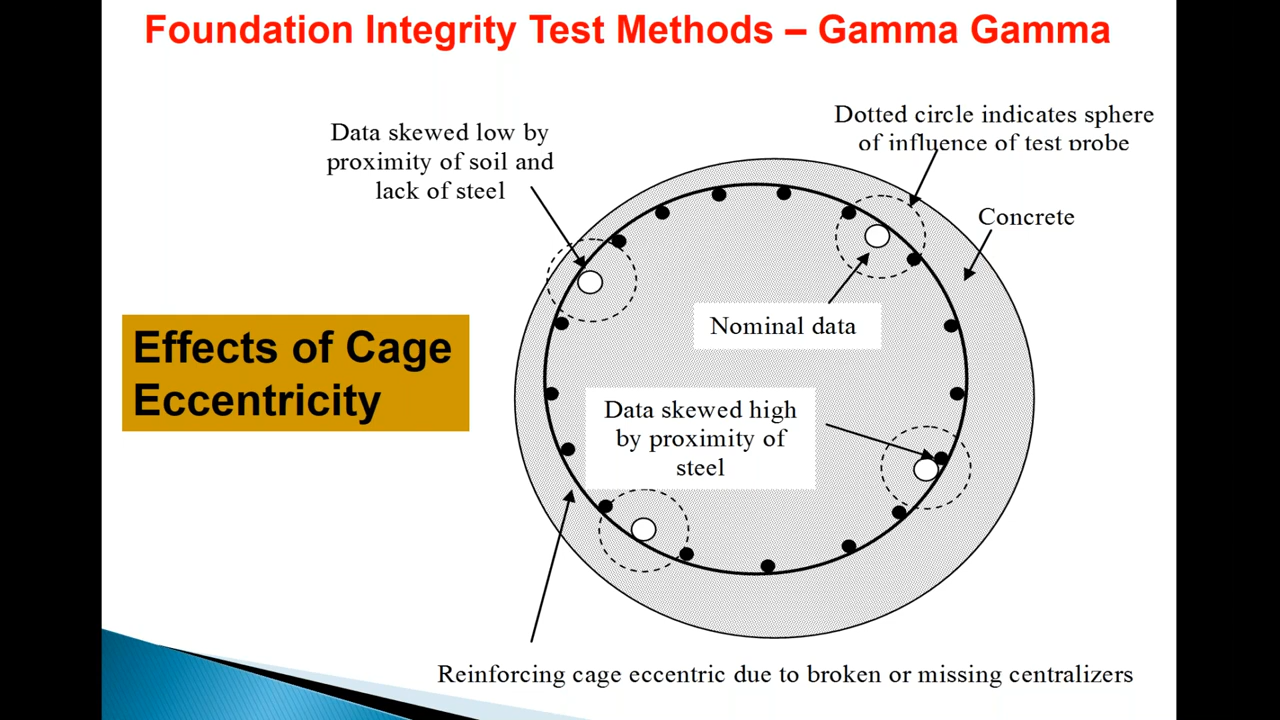 Foundation Integrity Test Methods – Gamma Gamma
Dotted circle indicates sphere
of influence of test probe
Data skewed low by
proximity of soil and
lack of steel
Concrete
Nominal data
Effects of Cage
Eccentricity
Data skewed high
by proximity of
steel
Reinforcing cage eccentric due to broken or missing centralizers